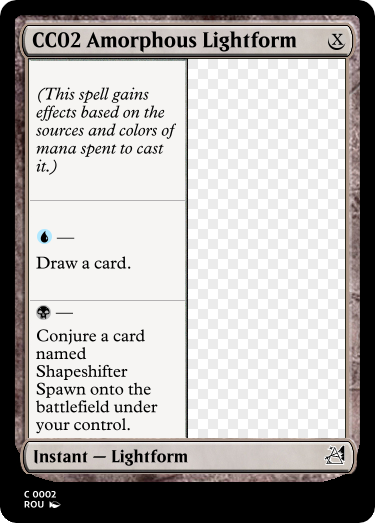 CC02 Amorphous Lightform X
(This spell gains
effects based on the
sources and colors of
mana spent to cast
it.)
—
Draw a card.
—
Conjure a card
named
Shapeshifter
Spawn onto the
battlefield under
your control.
Instant — Lightform
C 0002
ROU